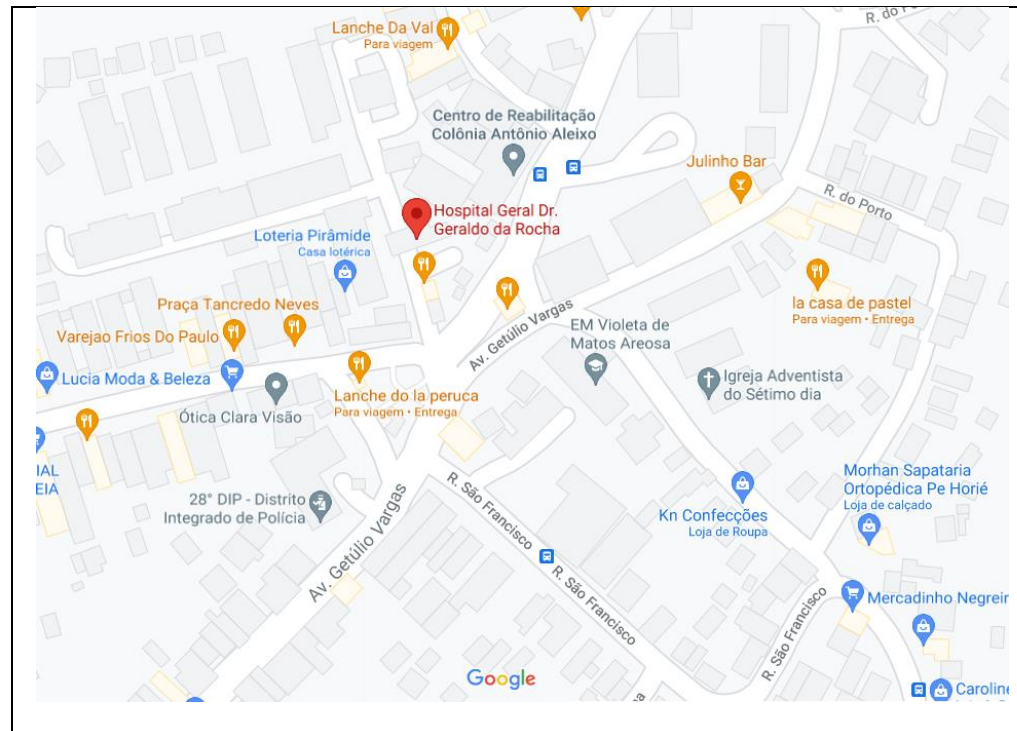 Lanche Da Val
Para viagem
R. do
Centro de Reabilitação
Colônia Antônio Aleixo
Julinho Bar
R. do Porto
Hospital Geral Dr.
Geraldo da Rocha
Loteria Pirâmide
Casa lotérica
Praça Tancredo Neves
Varejao Frios Do Paulo
la casa de pastel
Para viagem • Entrega
Av. Getúlio Vargas
EM Violeta de
Matos Areosa
Lucia Moda & Beleza
Igreja Adventista
do Sétimo dia
Lanche do la peruca
Para viagem • Entrega
Ótica Clara Visão
IAL
EIA
28° DIP - Distrito
Integrado de Polícia
Av. Getúlio Vargas
R. São Francisco
Kn Confecções
Loja de Roupa
Morhan Sapataria
Ortopédica Pe Horié
Loja de calçado
R. São Francisco
R. São Francisco
Mercadinho Negreir
Google
Caroline